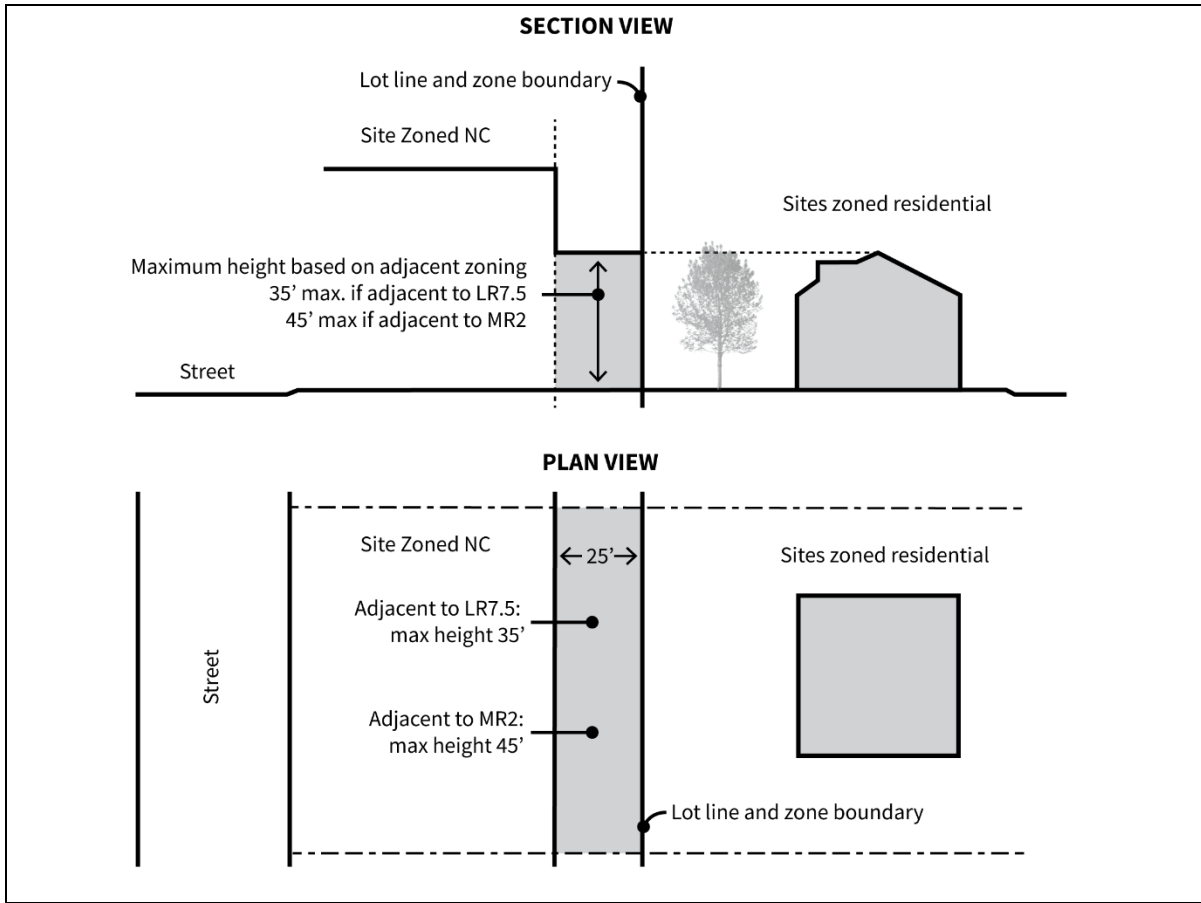 SECTION VIEW
Lot line and zone boundary
Site Zoned NC
Sites zoned residential
Maximum height based on adjacent zoning
35’ max. if adjacent to LR7.5
45’ max if adjacent to MR2
Street
PLAN VIEW
Site Zoned NC
25’
Sites zoned residential
Adjacent to LR7.5:
max height 35’
Street
Adjacent to MR2:
max height 45’
Lot line and zone boundary